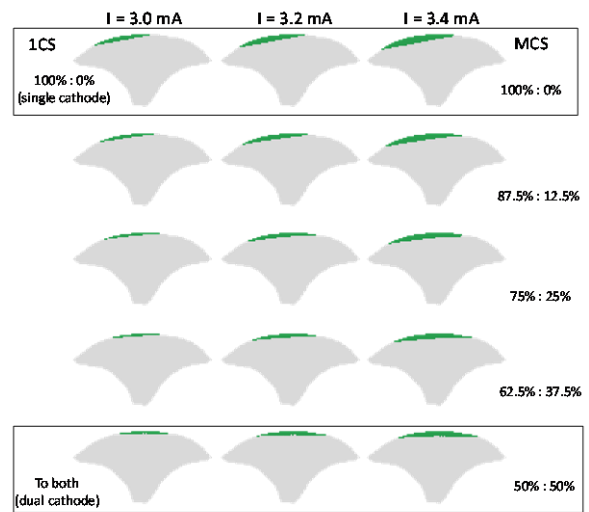 I = 3.0 mA I = 3.2 mA I = 3.4 mA
1CS MCS
100% : 0%
(single cathode)
100% : 0%
87.5% : 12.5%
75% : 25%
62.5% : 37.5%
To both
(dual cathode)
50% : 50%